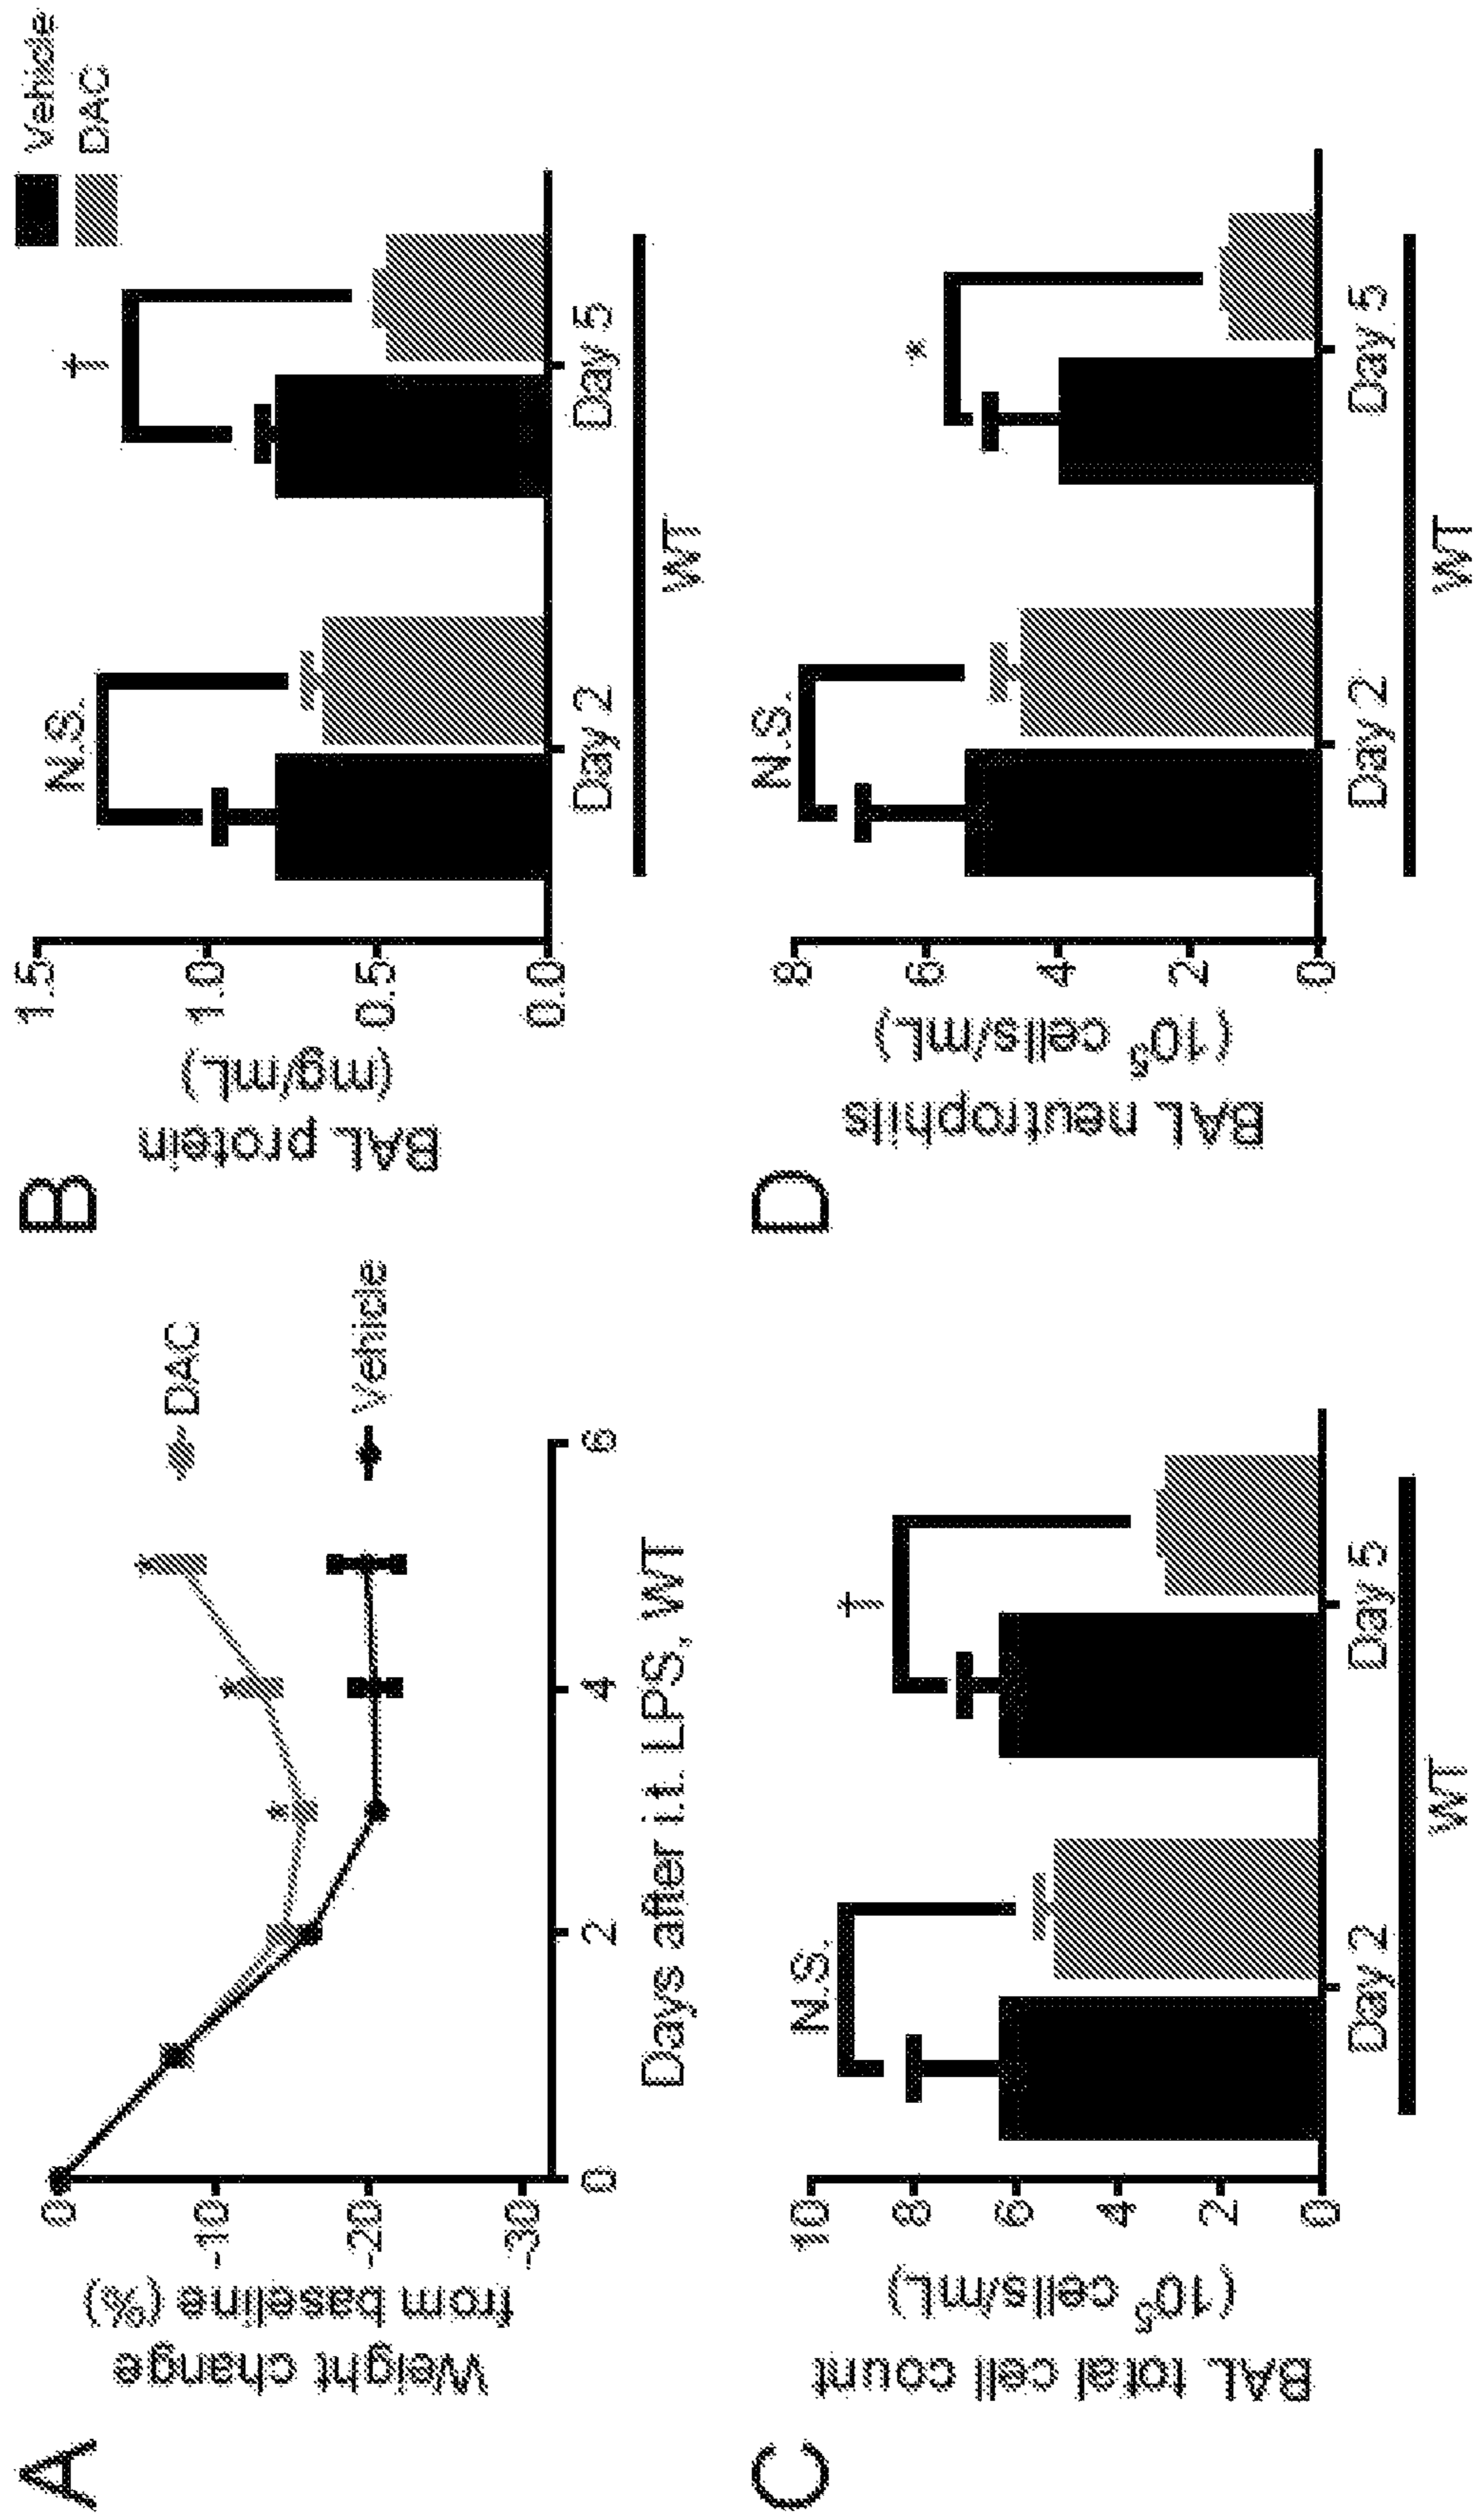 A
Weight change
from baseline (%)
0
-10
-20
-30
0
2
4
6
Days after i.t. LPS, WT
*
*
*
DAC
Vehicle
B
BAL protein
(mg/mL)
1.5
1.0
0.5
0.0
N.S.
†
Day 2
Day 5
WT
Vehicle
DAC
C
BAL total cell count
(10⁵ cells/mL)
10
8
6
4
2
0
N.S.
†
Day 2
Day 5
WT
D
BAL neutrophils
(10⁵ cells/mL)
8
6
4
2
0
N.S.
*
Day 2
Day 5
WT